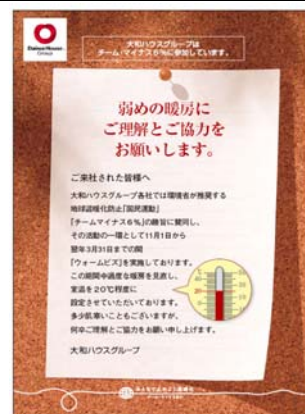 Daiwa House
Group
大和ハウスグループは
チーム・マイナス6%に参加しています。
弱めの暖房に
ご理解とご協力を
お願いします。
ご来社された皆様へ
大和ハウスグループ各社では環境省が推奨する
地球温暖化防止「国民運動」
『チームマイナス6%』の趣旨に賛同し、
その活動の一環として11月1日から
翌年3月31日までの間
『ウォームビズ』を実施しております。
この期間中過度な暖房を見直し、
室温を20℃程度に
設定させていただいております。
多少肌寒いこともございますが、
何卒ご理解とご協力をお願い申し上げます。
大和ハウスグループ